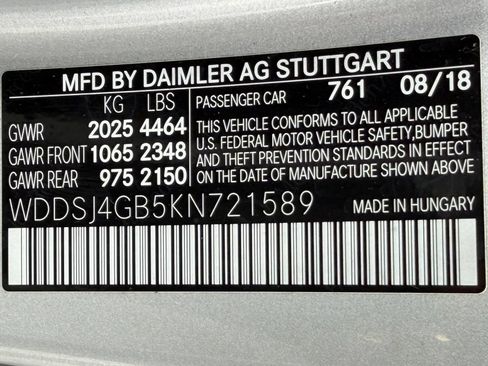 MFD BY DAIMLER AG STUTTGART
KG LBS
PASSENGER CAR 761 08/18
GVWR 2025 4464
GAWR FRONT 1065 2348
GAWR REAR 975 2150
THIS VEHICLE CONFORMS TO ALL APPLICABLE
U.S. FEDERAL MOTOR VEHICLE SAFETY,BUMPER
AND THEFT PREVENTION STANDARDS IN EFFECT
ON THE DATE OF MANUFACTURE SHOWN ABOVE
WDDSJ4GB5KN721589 MADE IN HUNGARY